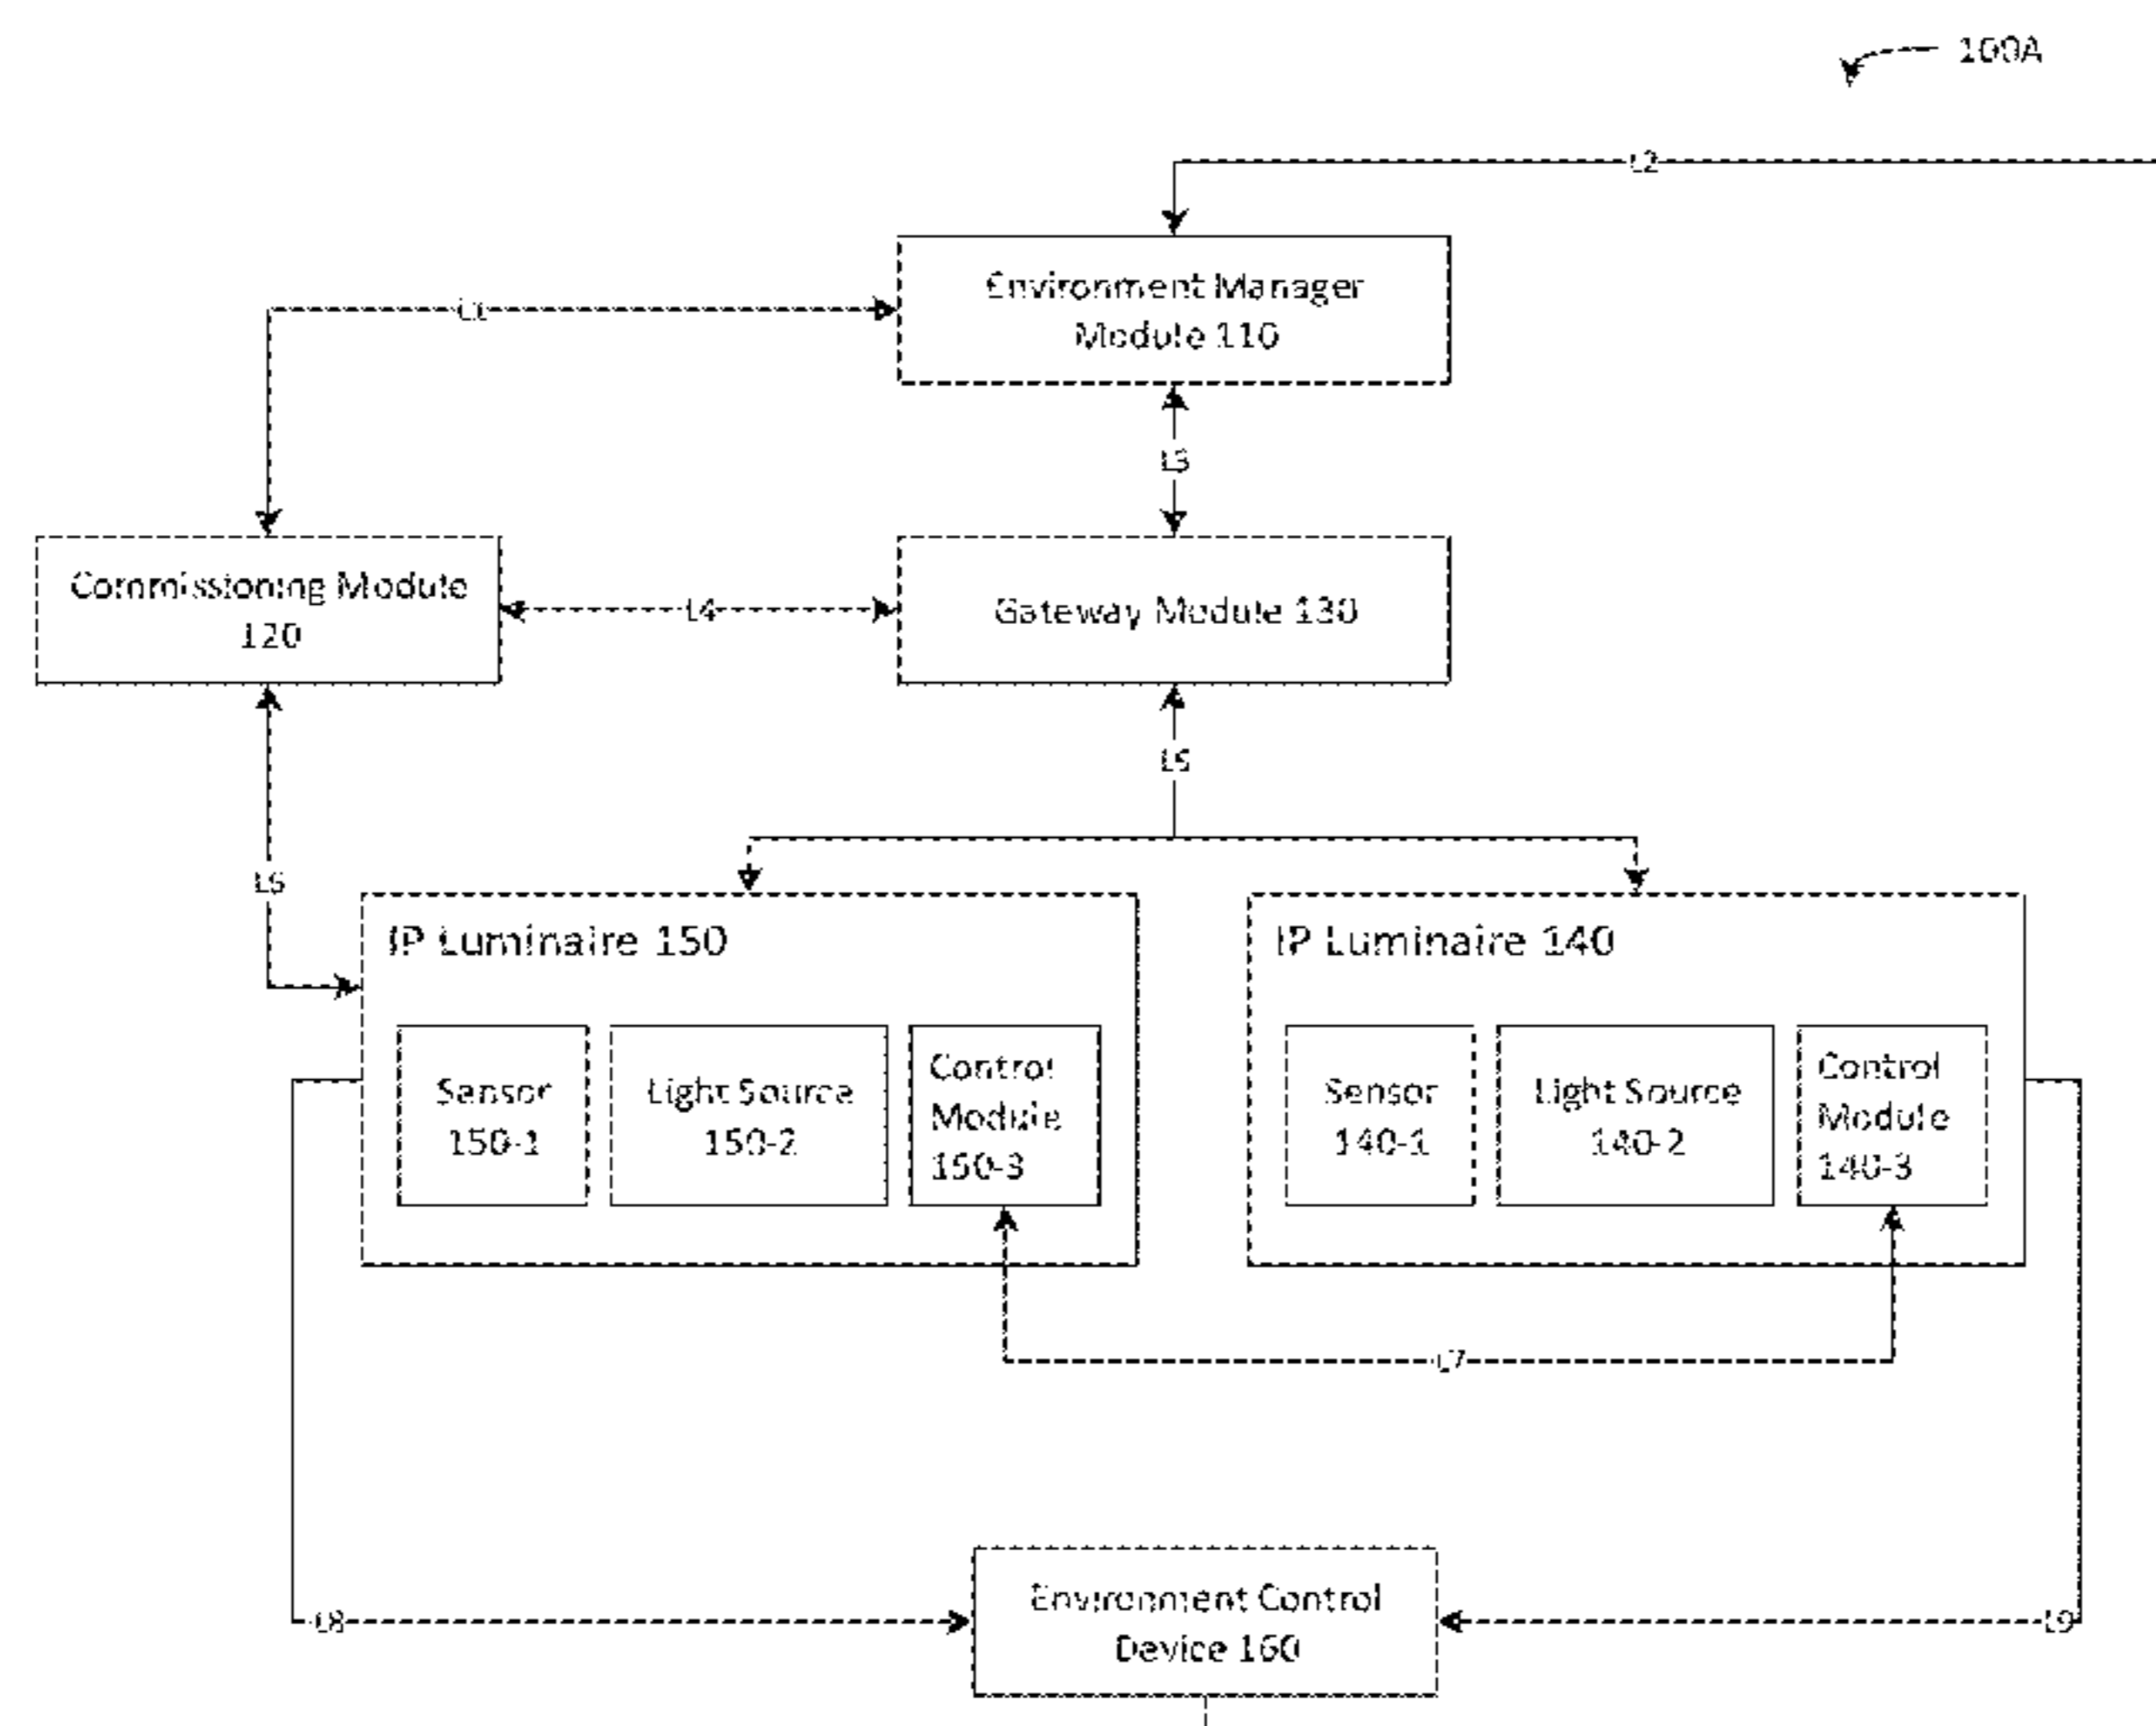 100A
L2
Environment Manager
Module 110
L1
L3
Commissioning Module
120
L4
Gateway Module 130
L5
L6
IP Luminaire 150
IP Luminaire 140
Sensor
150-1
Light Source
150-2
Control
Module
150-3
Sensor
140-1
Light Source
140-2
Control
Module
140-3
L7
Environment Control
Device 160
L8
L9